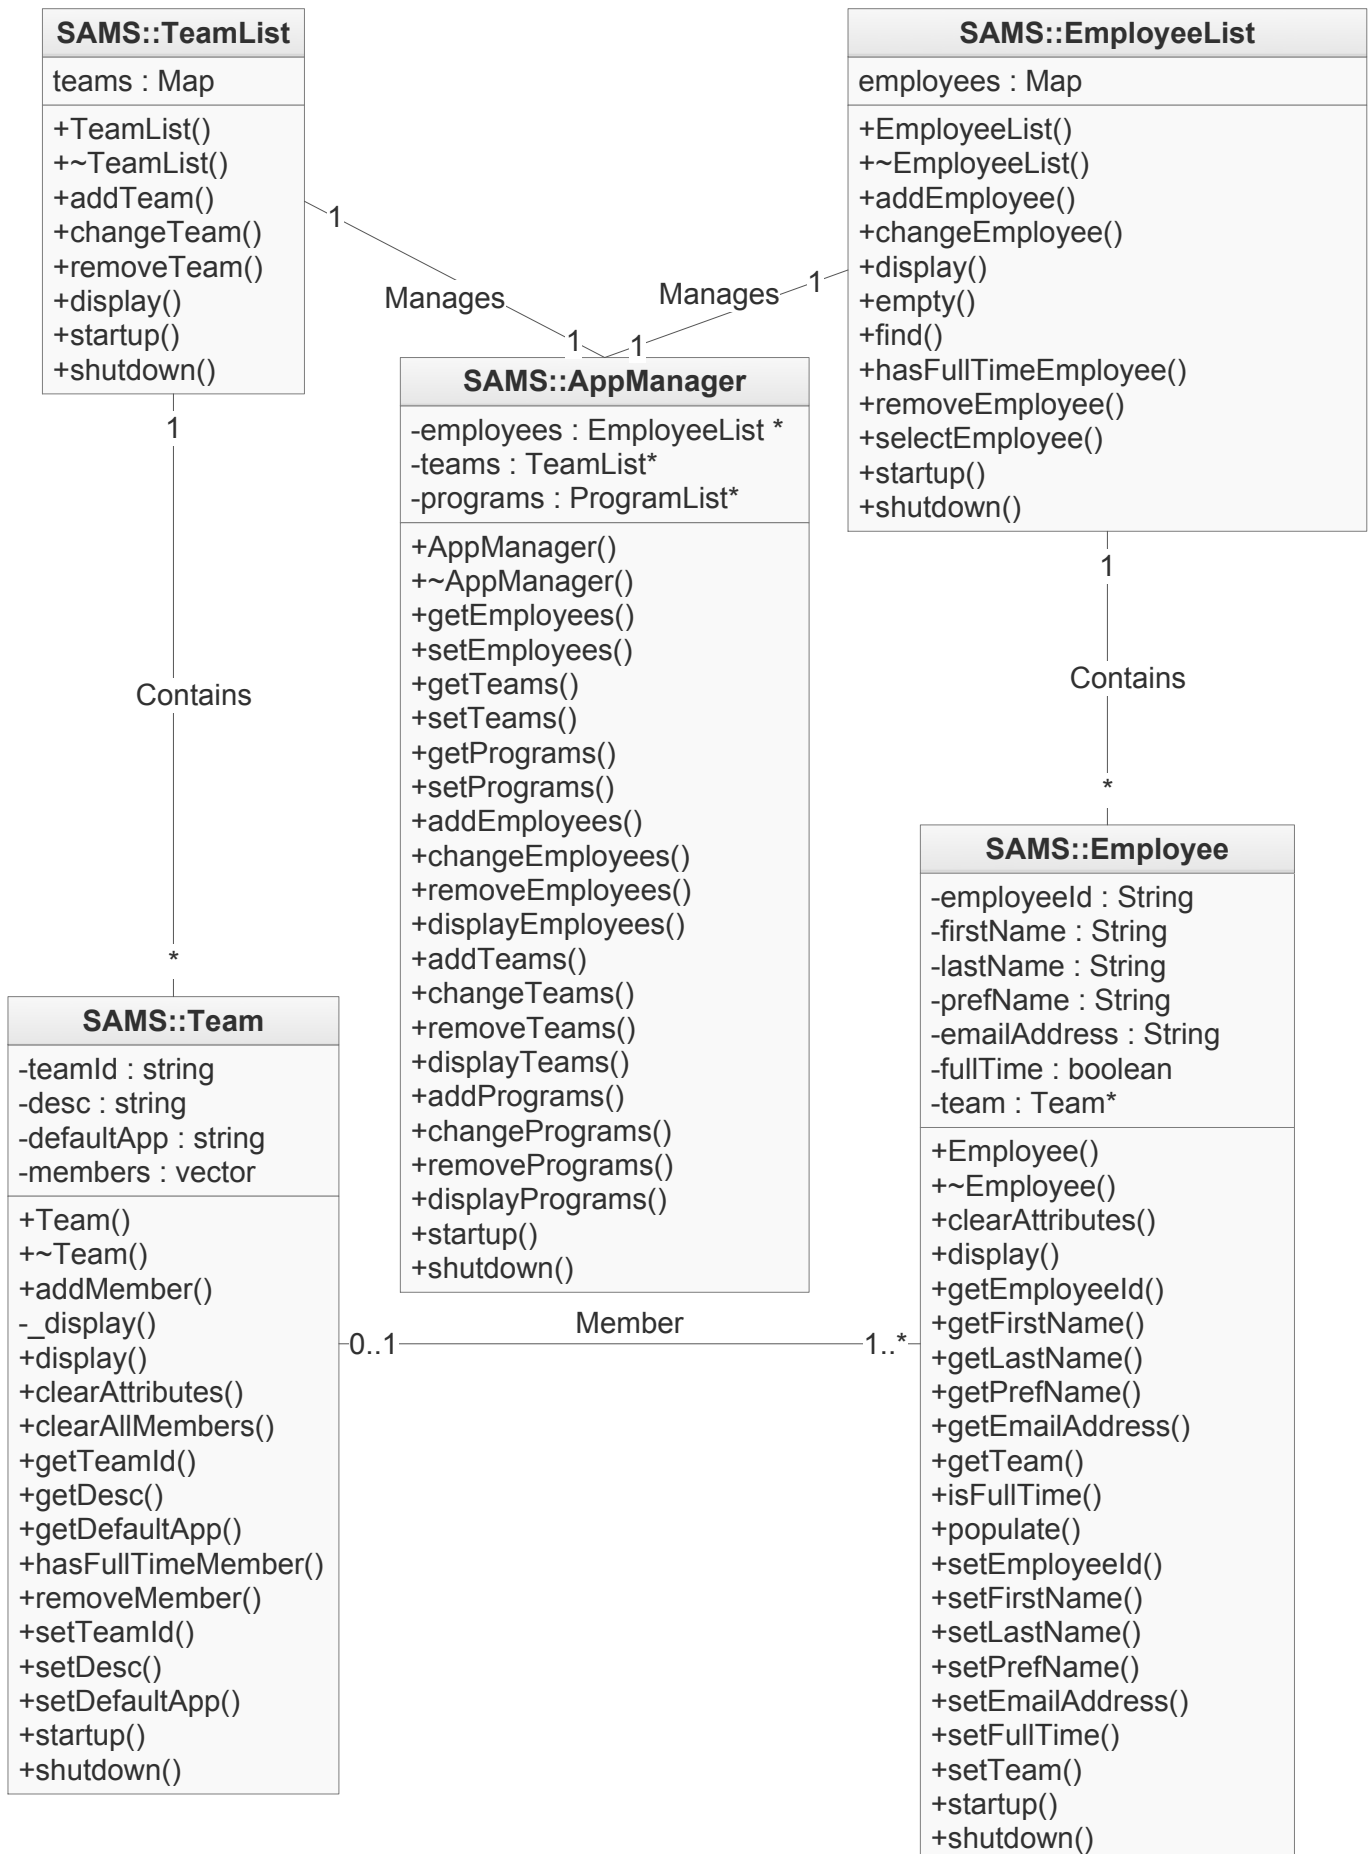 SAMS::TeamList
teams : Map
+TeamList()
+~TeamList()
+addTeam()
+changeTeam()
+removeTeam()
+display()
+startup()
+shutdown()
SAMS::EmployeeList
employees : Map
+EmployeeList()
+~EmployeeList()
+addEmployee()
+changeEmployee()
+display()
+empty()
+find()
+hasFullTimeEmployee()
+removeEmployee()
+selectEmployee()
+startup()
+shutdown()
1
Manages
1
1
Manages
1
SAMS::AppManager
-employees : EmployeeList *
-teams : TeamList*
-programs : ProgramList*
+AppManager()
+~AppManager()
+getEmployees()
+setEmployees()
+getTeams()
+setTeams()
+getPrograms()
+setPrograms()
+addEmployees()
+changeEmployees()
+removeEmployees()
+displayEmployees()
+addTeams()
+changeTeams()
+removeTeams()
+displayTeams()
+addPrograms()
+changePrograms()
+removePrograms()
+displayPrograms()
+startup()
+shutdown()
1
Contains
*
1
Contains
*
SAMS::Team
-teamId : string
-desc : string
-defaultApp : string
-members : vector
+Team()
+~Team()
+addMember()
-_display()
+display()
+clearAttributes()
+clearAllMembers()
+getTeamId()
+getDesc()
+getDefaultApp()
+hasFullTimeMember()
+removeMember()
+setTeamId()
+setDesc()
+setDefaultApp()
+startup()
+shutdown()
0..1
Member
1..*
SAMS::Employee
-employeeId : String
-firstName : String
-lastName : String
-prefName : String
-emailAddress : String
-fullTime : boolean
-team : Team*
+Employee()
+~Employee()
+clearAttributes()
+display()
+getEmployeeId()
+getFirstName()
+getLastName()
+getPrefName()
+getEmailAddress()
+getTeam()
+isFullTime()
+populate()
+setEmployeeId()
+setFirstName()
+setLastName()
+setPrefName()
+setEmailAddress()
+setFullTime()
+setTeam()
+startup()
+shutdown()